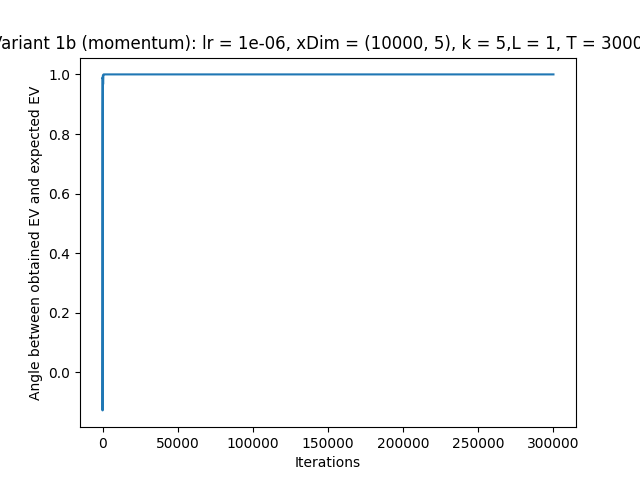 Variant 1b (momentum): lr = 1e-06, xDim = (10000, 5), k = 5,L = 1, T = 3000
1.0
0.8
0.6
0.4
0.2
0.0
Angle between obtained EV and expected EV
0 50000 100000 150000 200000 250000 300000
Iterations